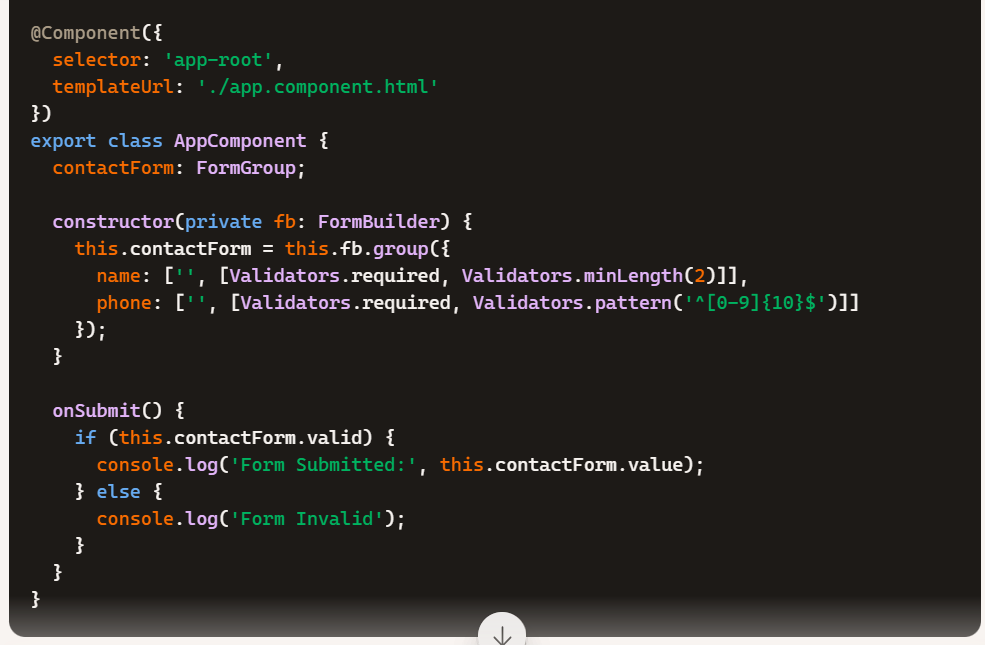 @Component({
  selector: 'app-root',
  templateUrl: './app.component.html'
})
export class AppComponent {
  contactForm: FormGroup;

  constructor(private fb: FormBuilder) {
    this.contactForm = this.fb.group({
      name: ['', [Validators.required, Validators.minLength(2)]],
      phone: ['', [Validators.required, Validators.pattern('^[0-9]{10}$')]]
    });
  }

  onSubmit() {
    if (this.contactForm.valid) {
      console.log('Form Submitted:', this.contactForm.value);
    } else {
      console.log('Form Invalid');
    }
  }
}